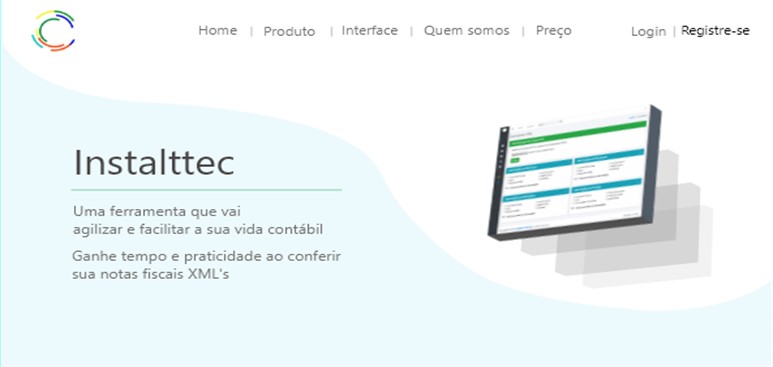 Home | Produto | Interface | Quem somos | Preço Login | Registre-se
Instalttec
Uma ferramenta que vai
agilizar e facilitar a sua vida contábil
Ganhe tempo e praticidade ao conferir
sua notas fiscais XML's